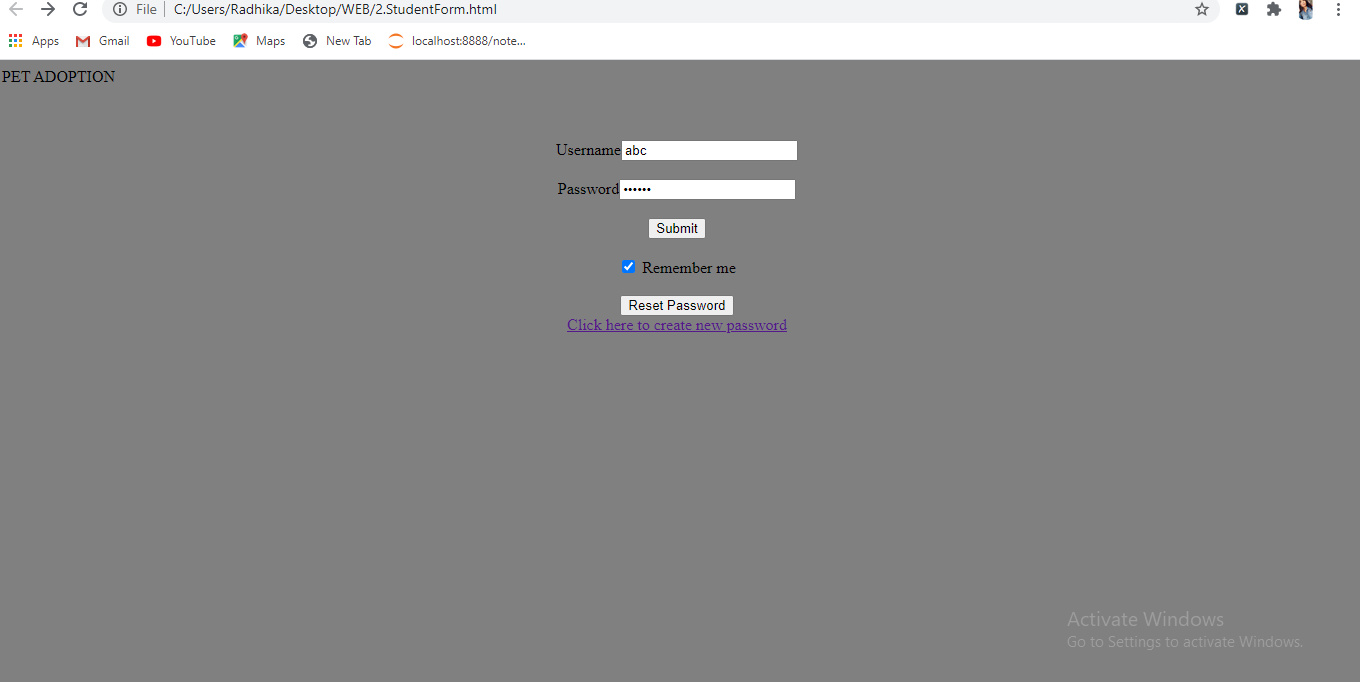 File | C:/Users/Radhika/Desktop/WEB/2.StudentForm.html
Apps Gmail YouTube Maps New Tab localhost:8888/note...
PET ADOPTION
Username abc
Password ••••••
Submit
Remember me
Reset Password
Click here to create new password
Activate Windows
Go to Settings to activate Windows.